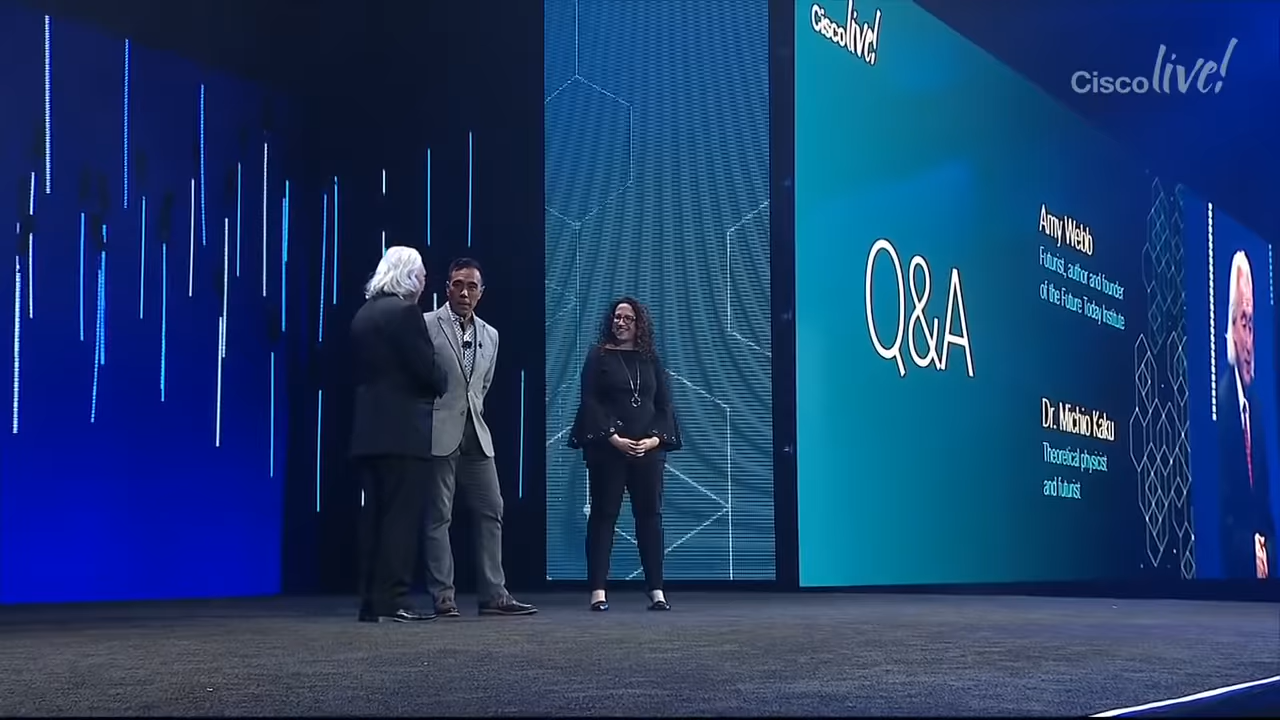 Cisco live!
Cisco live!
Q&A
Amy Webb
Futurist, author and founder
of the Future Today Institute
Dr. Michio Kaku
Theoretical physicist
and futurist